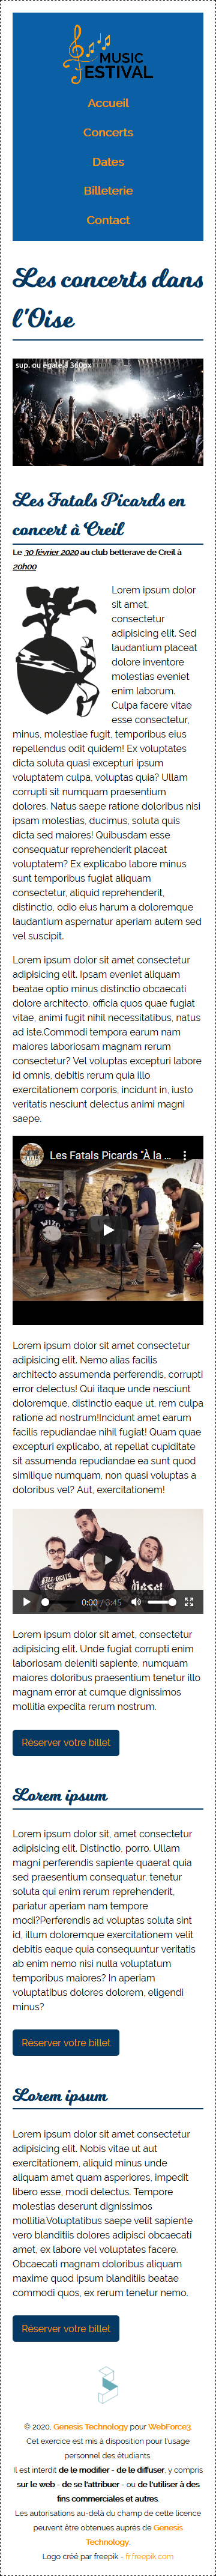 MUSIC
FESTIVAL
Accueil
Concerts
Dates
Billeterie
Contact
Les concerts dans
l'Oise
sup. ou égale à 360px
Les Fatals Picards en
concert à Creil
Le 30 février 2020 au club betterave de Creil à
20h00
Lorem ipsum dolor
sit amet,
consectetur
adipisicing elit. Sed
laudantium placeat
dolore inventore
molestias eveniet
enim laborum.
Culpa facere vitae
esse consectetur,
minus, molestiae fugit, temporibus eius
repellendus odit quidem! Ex voluptates
dicta soluta quasi excepturi ipsum
voluptatem culpa, voluptas quia? Ullam
corrupti sit numquam praesentium
dolores. Natus saepe ratione doloribus nisi
ipsam molestias, ducimus, soluta quis
dicta sed maiores! Quibusdam esse
consequatur reprehenderit placeat
voluptatem? Ex explicabo labore minus
sunt temporibus fugiat aliquam
consectetur, aliquid reprehenderit,
distinctio, odio eius harum a doloremque
laudantium aspernatur aperiam autem sed
vel suscipit.
Lorem ipsum dolor sit amet consectetur
adipisicing elit. Ipsam eveniet aliquam
beatae optio minus distinctio obcaecati
dolore architecto, officia quos quae fugiat
vitae, animi fugit nihil necessitatibus, natus
ad iste.Commodi tempora earum nam
maiores laboriosam magnam rerum
consectetur? Vel voluptas excepturi labore
id omnis, debitis rerum quia illo
exercitationem corporis, incidunt in, iusto
veritatis nesciunt delectus animi magni
saepe.
Les Fatals Picards "À la ...
Lorem ipsum dolor sit amet consectetur
adipisicing elit. Nemo alias facilis
architecto assumenda perferendis, corrupti
error delectus! Qui itaque unde nesciunt
doloremque, distinctio eaque ut, rem culpa
ratione ad nostrum!Incidunt amet earum
facilis repudiandae nihil fugiat! Quam quae
excepturi explicabo, at repellat cupiditate
sit assumenda repudiandae ea sunt quod
similique numquam, non quasi voluptas a
doloribus vel? Aut, exercitationem!
0:00 / 3:45
Lorem ipsum dolor sit amet, consectetur
adipisicing elit. Unde fugiat corrupti enim
laboriosam deleniti sapiente, numquam
maiores doloribus praesentium tenetur illo
magnam error at cumque dignissimos
mollitia expedita rerum nostrum.
Réserver votre billet
Lorem ipsum
Lorem ipsum dolor sit, amet consectetur
adipisicing elit. Distinctio, porro. Ullam
magni perferendis sapiente quaerat quia
sed praesentium consequatur, tenetur
soluta qui enim rerum reprehenderit,
pariatur aperiam nam tempore
modi?Perferendis ad voluptas soluta sint
id, illum doloremque exercitationem velit
debitis eaque quia consequuntur veritatis
ab enim nemo nisi nulla voluptatum
temporibus maiores? In aperiam
voluptatibus dolores dolorem, eligendi
minus?
Réserver votre billet
Lorem ipsum
Lorem ipsum dolor sit amet consectetur
adipisicing elit. Nobis vitae ut aut
exercitationem, aliquid minus unde
aliquam amet quam asperiores, impedit
libero esse, modi delectus. Tempore
molestias deserunt dignissimos
mollitia.Voluptatibus saepe velit sapiente
vero blanditiis dolores adipisci obcaecati
amet, ex labore vel voluptates facere.
Obcaecati magnam doloribus aliquam
maxime quod ipsum blanditiis beatae
commodi quos, ex rerum tenetur nemo.
Réserver votre billet
© 2020, Genesis Technology pour WebForce3.
Cet exercice est mis à disposition pour l'usage
personnel des étudiants.
Il est interdit de le modifier - de le diffuser, y compris
sur le web - de se l'attribuer - ou de l'utiliser à des
fins commerciales et autres.
Les autorisations au-delà du champ de cette licence
peuvent être obtenues auprès de Genesis
Technology.
Logo créé par freepik - fr.freepik.com